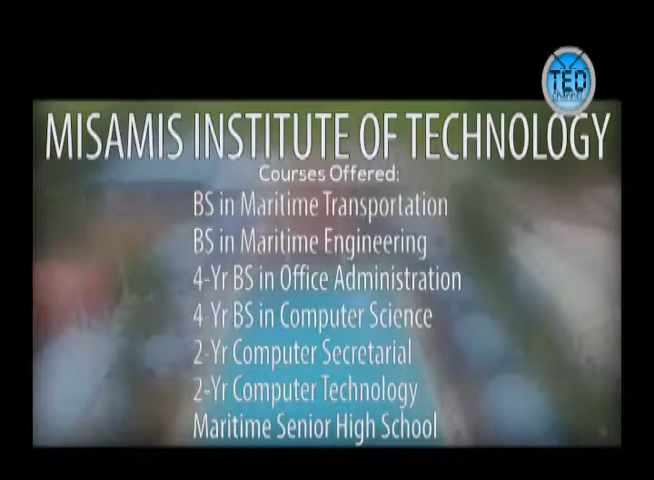 TED
channel
MISAMIS INSTITUTE OF TECHNOLOGY
Courses Offered:
BS in Maritime Transportation
BS in Maritime Engineering
4-Yr BS in Office Administration
4-Yr BS in Computer Science
2-Yr Computer Secretarial
2-Yr Computer Technology
Maritime Senior High School